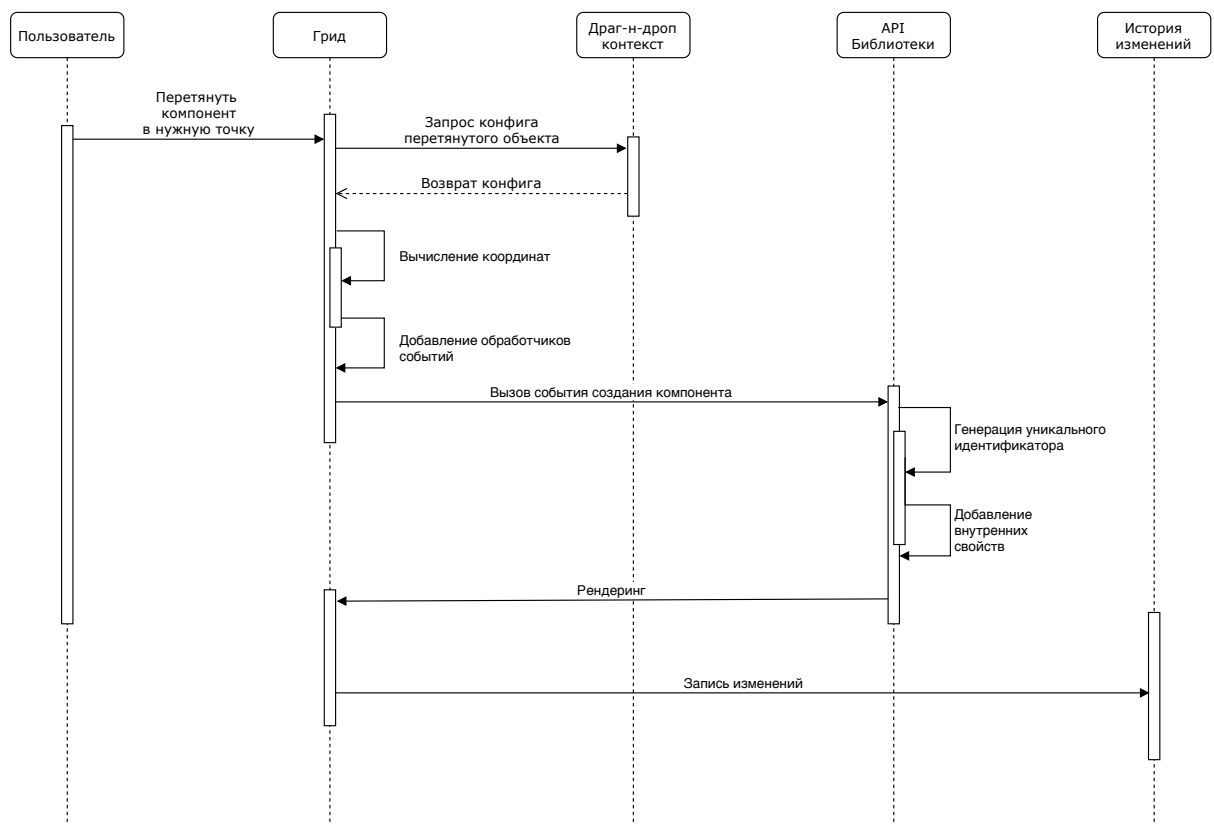 Пользователь
Грид
Драг-н-дроп
контекст
API
Библиотеки
История
изменений
Перетянуть
компонент
в нужную точку
Запрос конфига
перетянутого объекта
Возврат конфига
Вычисление координат
Добавление обработчиков
событий
Вызов события создания компонента
Генерация уникального
идентификатора
Добавление
внутренних
свойств
Рендеринг
Запись изменений